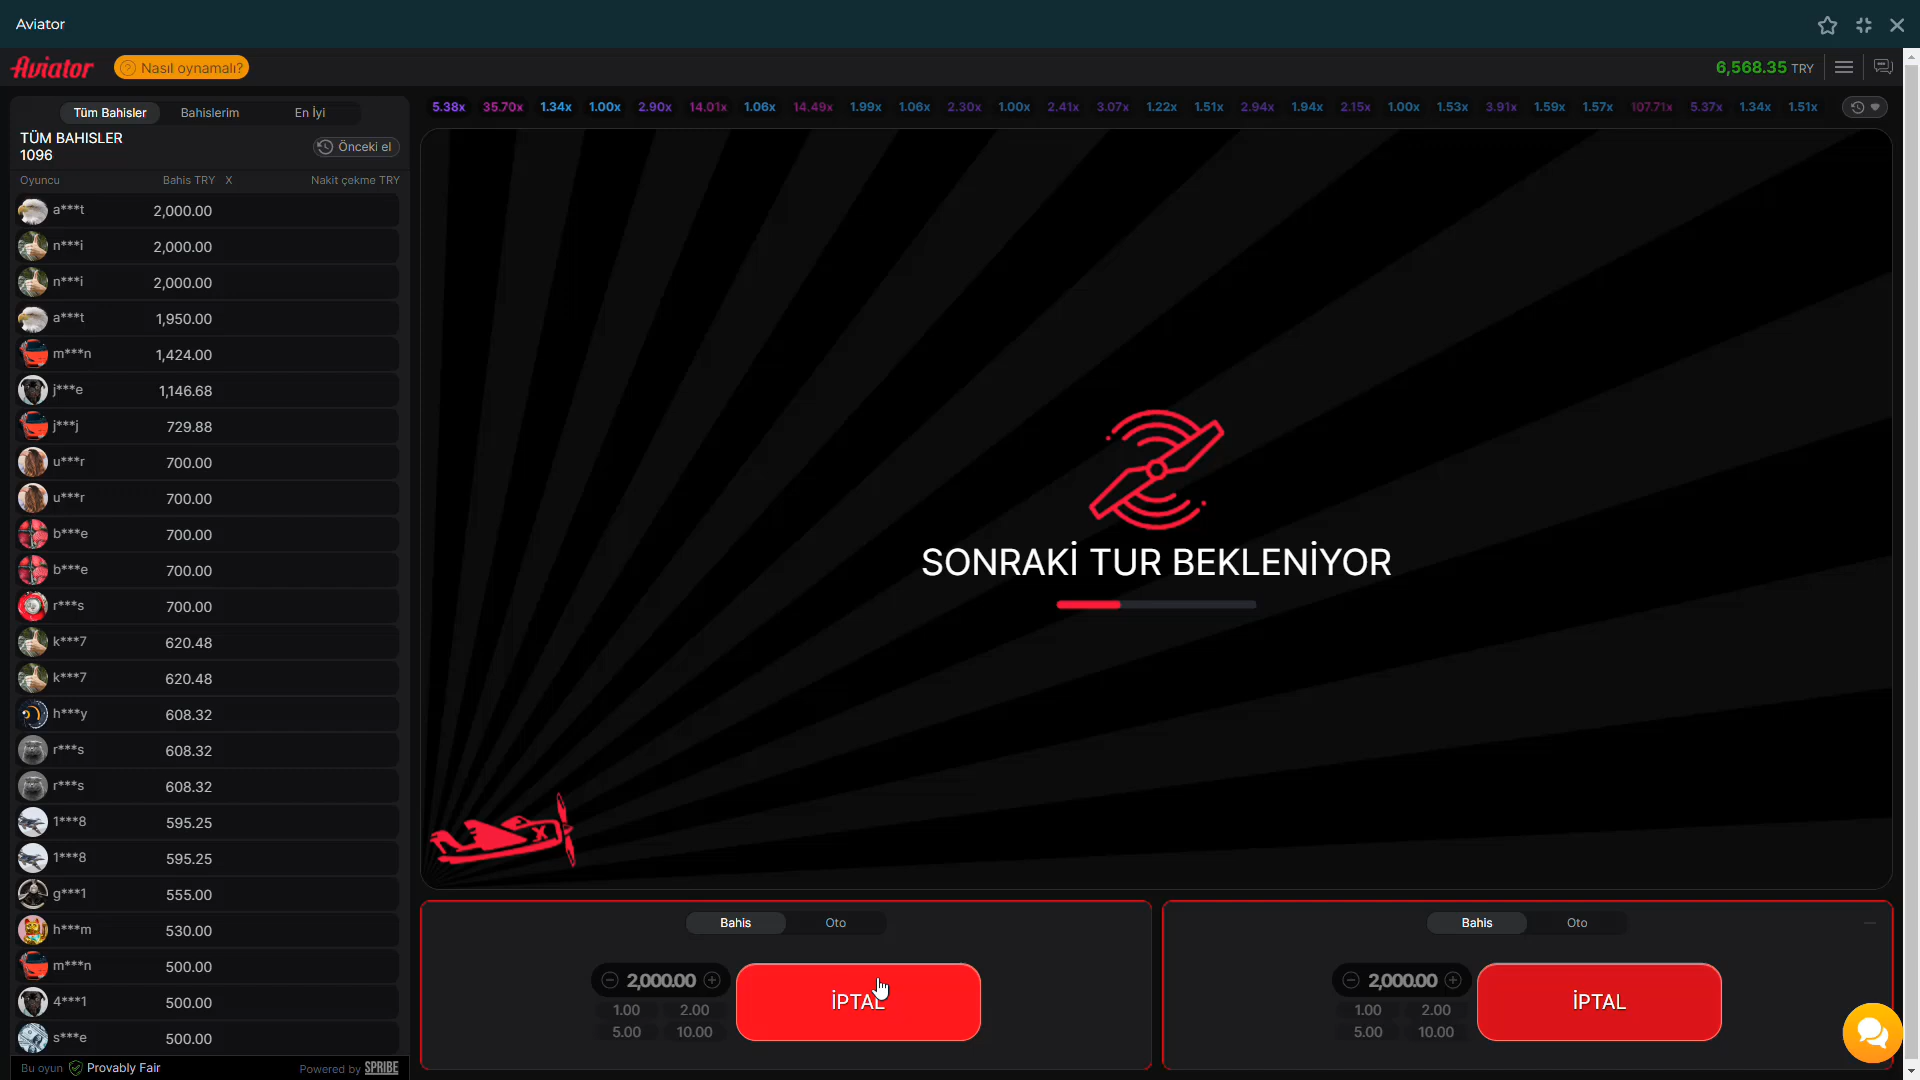 Aviator
Aviator
Nasıl oynamalı?
6,568.35 TRY
Tüm Bahisler Bahislerim En İyi
5.38x 35.70x 1.34x 1.00x 2.90x 14.01x 1.06x 14.49x 1.99x 1.06x 2.30x 1.00x 2.41x 3.07x 1.22x 1.51x 2.94x 1.94x 2.15x 1.00x 1.53x 3.91x 1.59x 1.57x 107.71x 5.37x 1.34x 1.51x
TÜM BAHISLER
1096
Önceki el
Oyuncu Bahis TRY X Nakit çekme TRY
a***t 2,000.00
n***i 2,000.00
n***i 2,000.00
a***t 1,950.00
m***n 1,424.00
j***e 1,146.68
j***j 729.88
u***r 700.00
u***r 700.00
b***e 700.00
b***e 700.00
r***s 700.00
k***7 620.48
k***7 620.48
h***y 608.32
r***s 608.32
r***s 608.32
1***8 595.25
1***8 595.25
g***1 555.00
h***m 530.00
m***n 500.00
4***1 500.00
s***e 500.00
Bu oyun Provably Fair Powered by SPRIBE
SONRAKİ TUR BEKLENİYOR
X
Bahis Oto
2,000.00
1.00 2.00
5.00 10.00
İPTAL
Bahis Oto
2,000.00
1.00 2.00
5.00 10.00
İPTAL